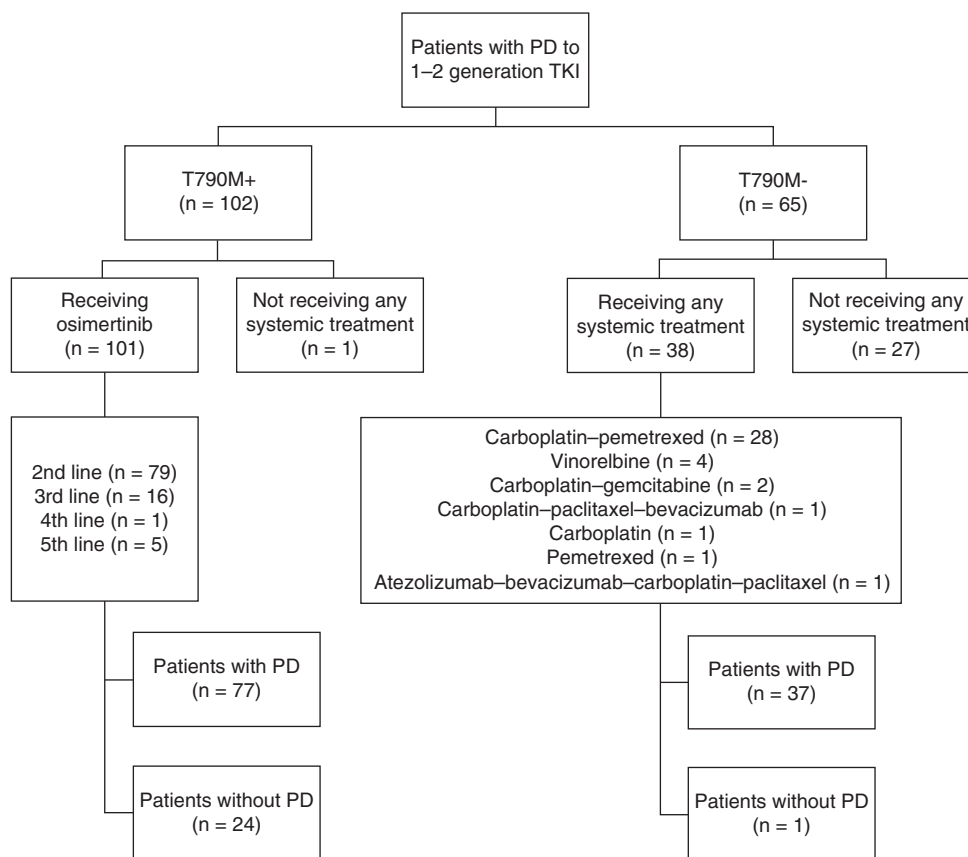 Patients with PD to
1–2 generation TKI
T790M+
(n = 102)
T790M-
(n = 65)
Receiving
osimertinib
(n = 101)
Not receiving any
systemic treatment
(n = 1)
Receiving any
systemic treatment
(n = 38)
Not receiving any
systemic treatment
(n = 27)
2nd line (n = 79)
3rd line (n = 16)
4th line (n = 1)
5th line (n = 5)
Carboplatin–pemetrexed (n = 28)
Vinorelbine (n = 4)
Carboplatin–gemcitabine (n = 2)
Carboplatin–paclitaxel–bevacizumab (n = 1)
Carboplatin (n = 1)
Pemetrexed (n = 1)
Atezolizumab–bevacizumab–carboplatin–paclitaxel (n = 1)
Patients with PD
(n = 77)
Patients with PD
(n = 37)
Patients without PD
(n = 24)
Patients without PD
(n = 1)